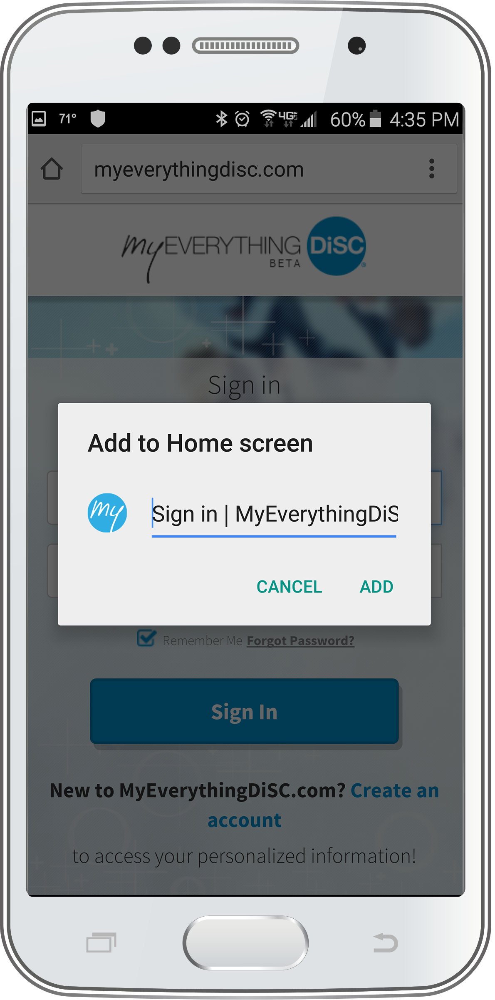 71° 4G LTE 60% 4:35 PM
myeverythingdisc.com
my EVERYTHING DiSC®
BETA
Sign in
Add to Home screen
my
Sign in | MyEverythingDiS
CANCEL ADD
Remember Me Forgot Password?
Sign In
New to MyEverythingDiSC.com? Create an
account
to access your personalized information!